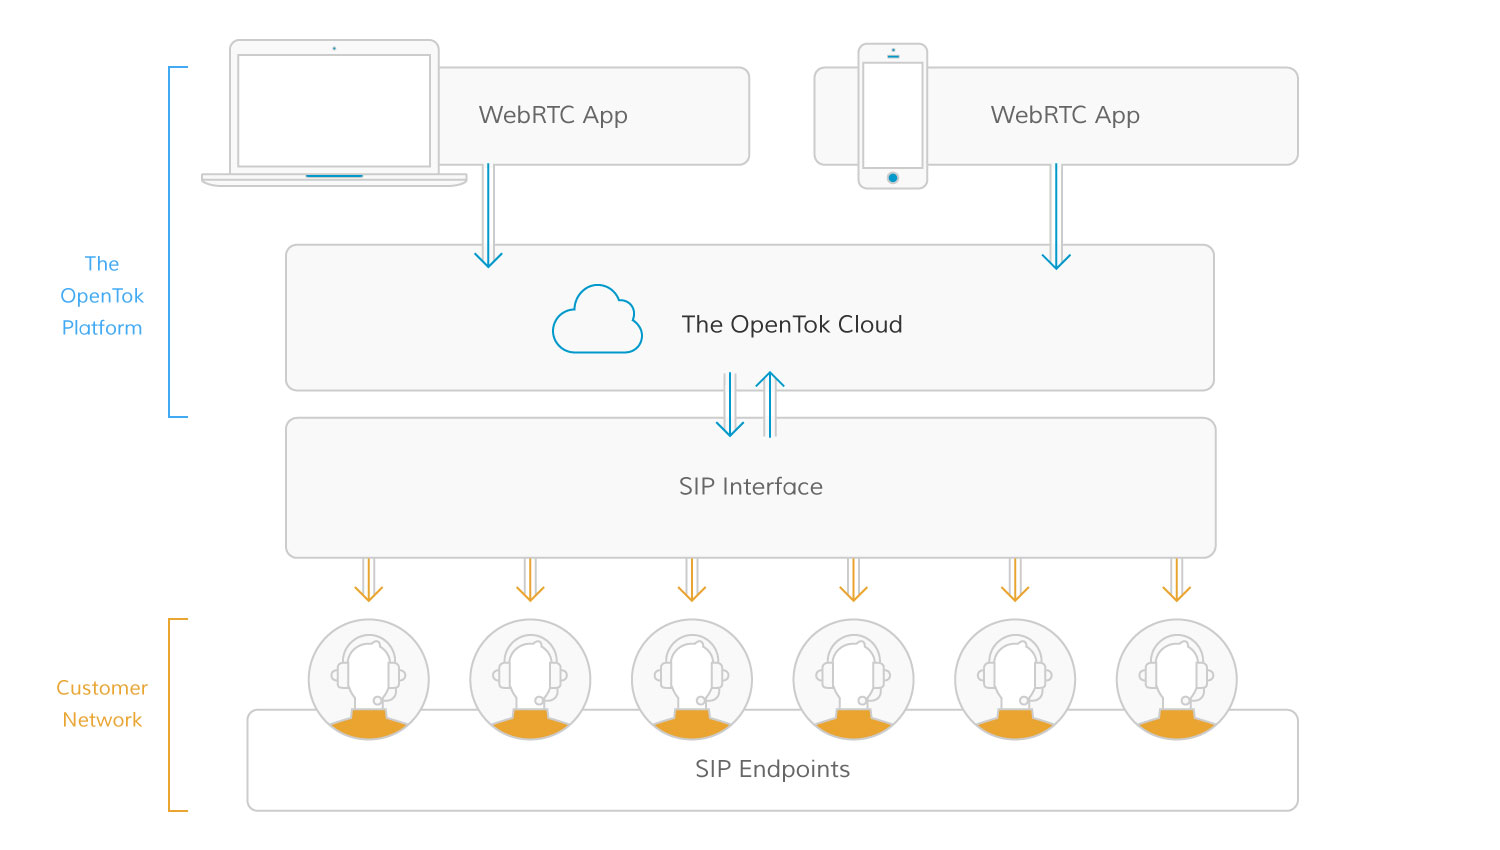 WebRTC App
WebRTC App
The
OpenTok
Platform
The OpenTok Cloud
SIP Interface
Customer
Network
SIP Endpoints